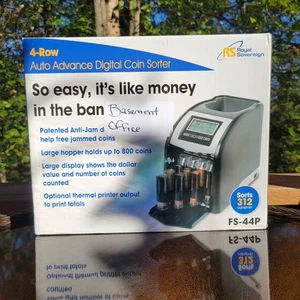 4-Row
Auto Advance Digital Coin Sorter
RS Royal Sovereign
So easy, it's like money
in the ban Basement
Office
Patented Anti-Jam d
help free jammed coins
Large hopper holds up to 800 coins
Large display shows the dollar
value and number of coins
counted
Optional thermal printer output
to print totals
Sorts
312
FS-44P